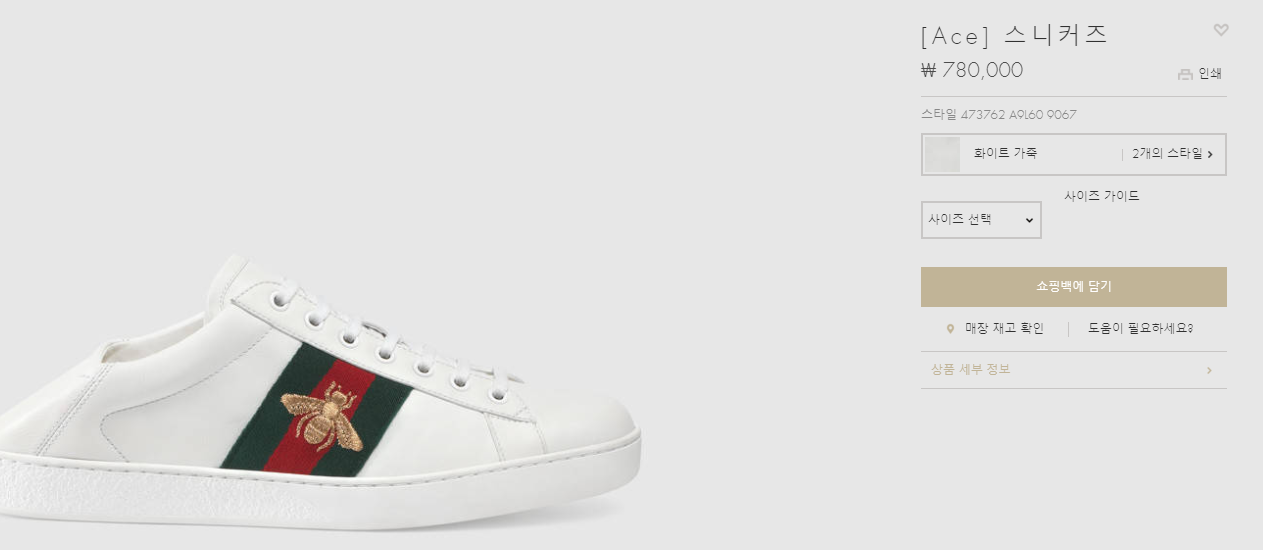 [Ace] 스니커즈
₩ 780,000
인쇄
스타일 473762 A9L60 9067
화이트 가죽 | 2개의 스타일 >
사이즈 가이드
사이즈 선택
쇼핑백에 담기
매장 재고 확인 | 도움이 필요하세요?
상품 세부 정보 >